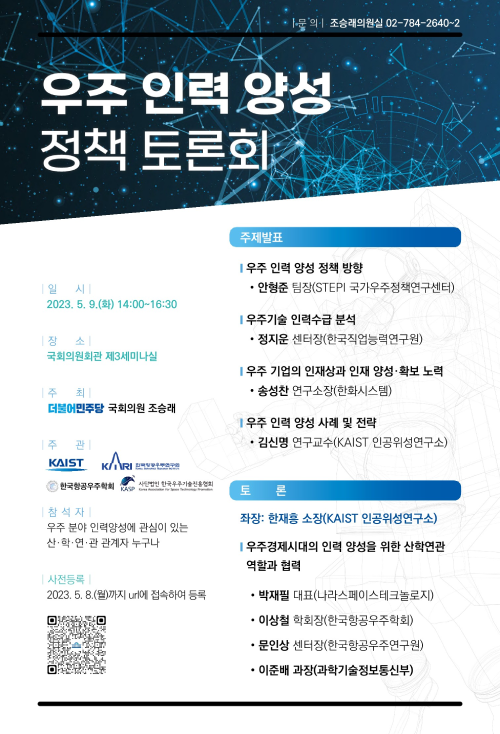 | 문 의 | 조승래의원실 02-784-2640~2
우주 인력 양성
정책 토론회
| 일 시 |
2023. 5. 9.(화) 14:00~16:30
| 장 소 |
국회의원회관 제3세미나실
| 주 최 |
더불어민주당 국회의원 조승래
| 주 관 |
KAIST KARI 한국항공우주연구원
한국항공우주학회 KASP 사단법인 한국우주기술진흥협회
| 참 석 자 |
우주 분야 인력양성에 관심이 있는
산·학·연·관 관계자 누구나
| 사전등록 |
2023. 5. 8.(월)까지 url에 접속하여 등록
주제발표
우주 인력 양성 정책 방향
• 안형준 팀장(STEPI 국가우주정책연구센터)
우주기술 인력수급 분석
• 정지운 센터장(한국직업능력연구원)
우주 기업의 인재상과 인재 양성·확보 노력
• 송성찬 연구소장(한화시스템)
우주 인력 양성 사례 및 전략
• 김신명 연구교수(KAIST 인공위성연구소)
토 론
좌장: 한재흥 소장(KAIST 인공위성연구소)
우주경제시대의 인력 양성을 위한 산학연관
역할과 협력
• 박재필 대표(나라스페이스테크놀로지)
• 이상철 학회장(한국항공우주학회)
• 문인상 센터장(한국항공우주연구원)
• 이준배 과장(과학기술정보통신부)